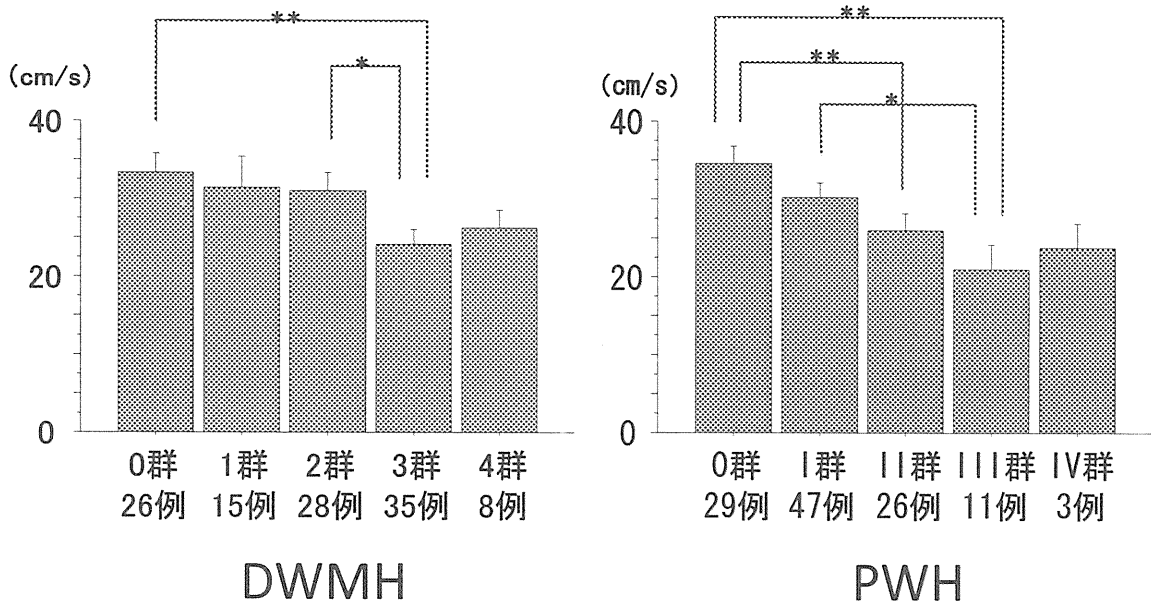 **
*
(cm/s)
40
20
0
0群 1群 2群 3群 4群
26例 15例 28例 35例 8例
DWMH
**
**
*
(cm/s)
40
20
0
0群 I群 II群 III群 IV群
29例 47例 26例 11例 3例
PWH